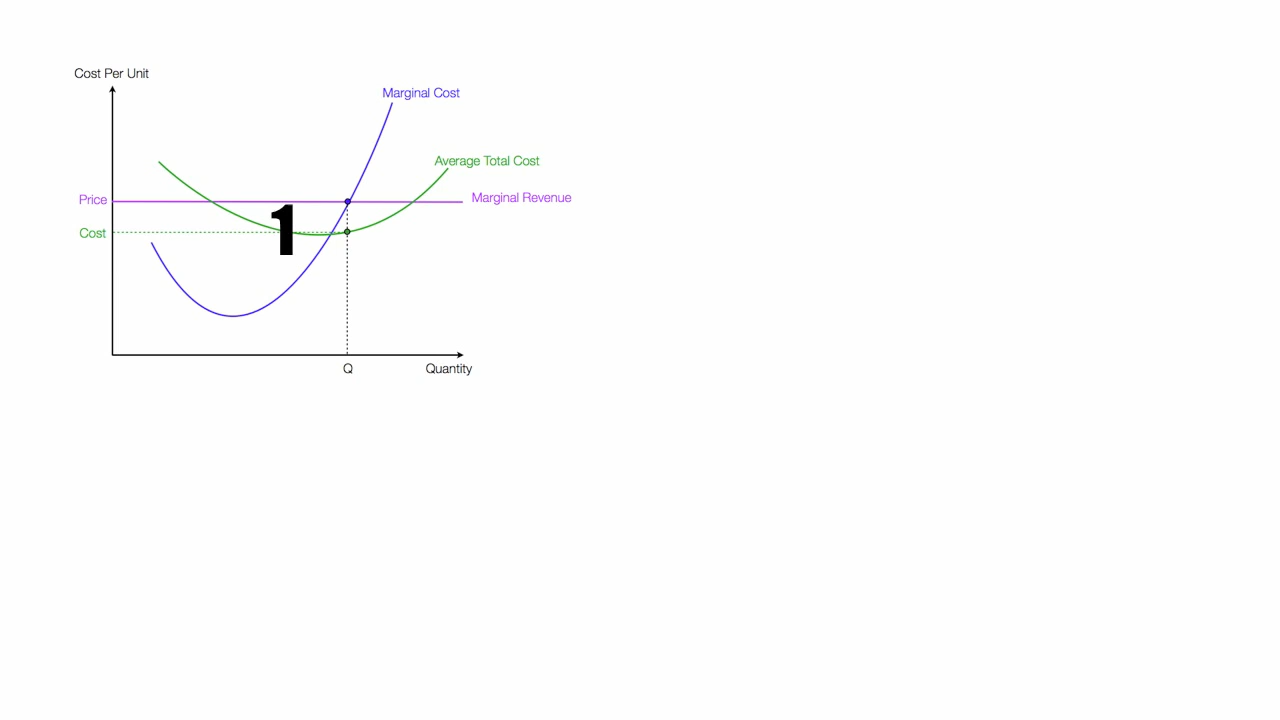 Cost Per Unit
Marginal Cost
Average Total Cost
Price
Marginal Revenue
1
Cost
Q
Quantity